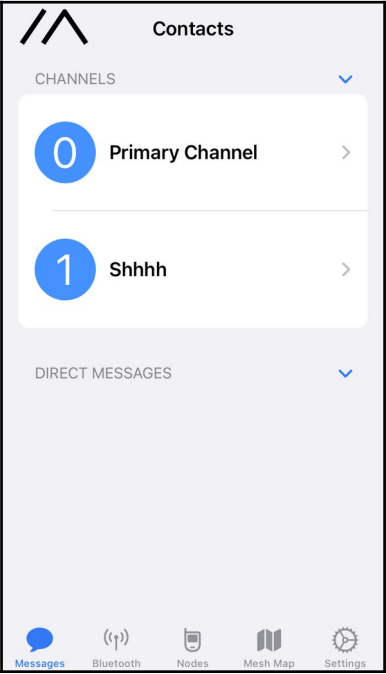 Contacts
CHANNELS
0 Primary Channel
1 Shhhh
DIRECT MESSAGES
Messages Bluetooth Nodes Mesh Map Settings